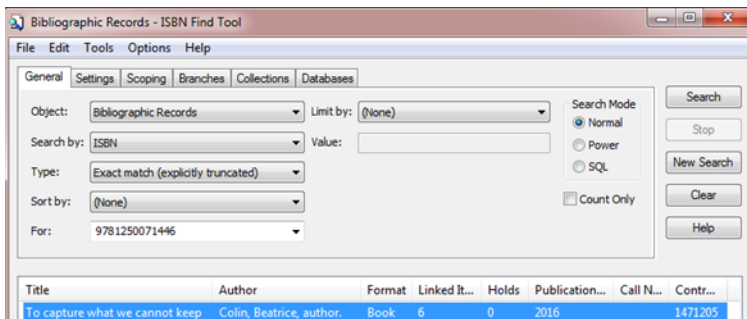 Bibliographic Records - ISBN Find Tool
File Edit Tools Options Help
General Settings Scoping Branches Collections Databases
Object: Bibliographic Records Limit by: (None) Search Mode Search
Normal
Search by: ISBN Value: Power Stop
Type: Exact match (explicitly truncated) SQL New Search
Sort by: (None) Count Only Clear
For: 9781250071446 Help
Title Author Format Linked It... Holds Publication... Call N... Contr...
To capture what we cannot keep Colin, Beatrice, author. Book 6 0 2016 1471205